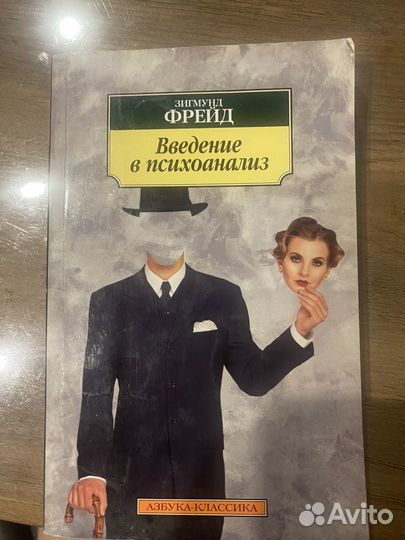 ЗИГМУНД
ФРЕЙД
Введение
в психоанализ
АЗБУКА-КЛАССИКА
Avito